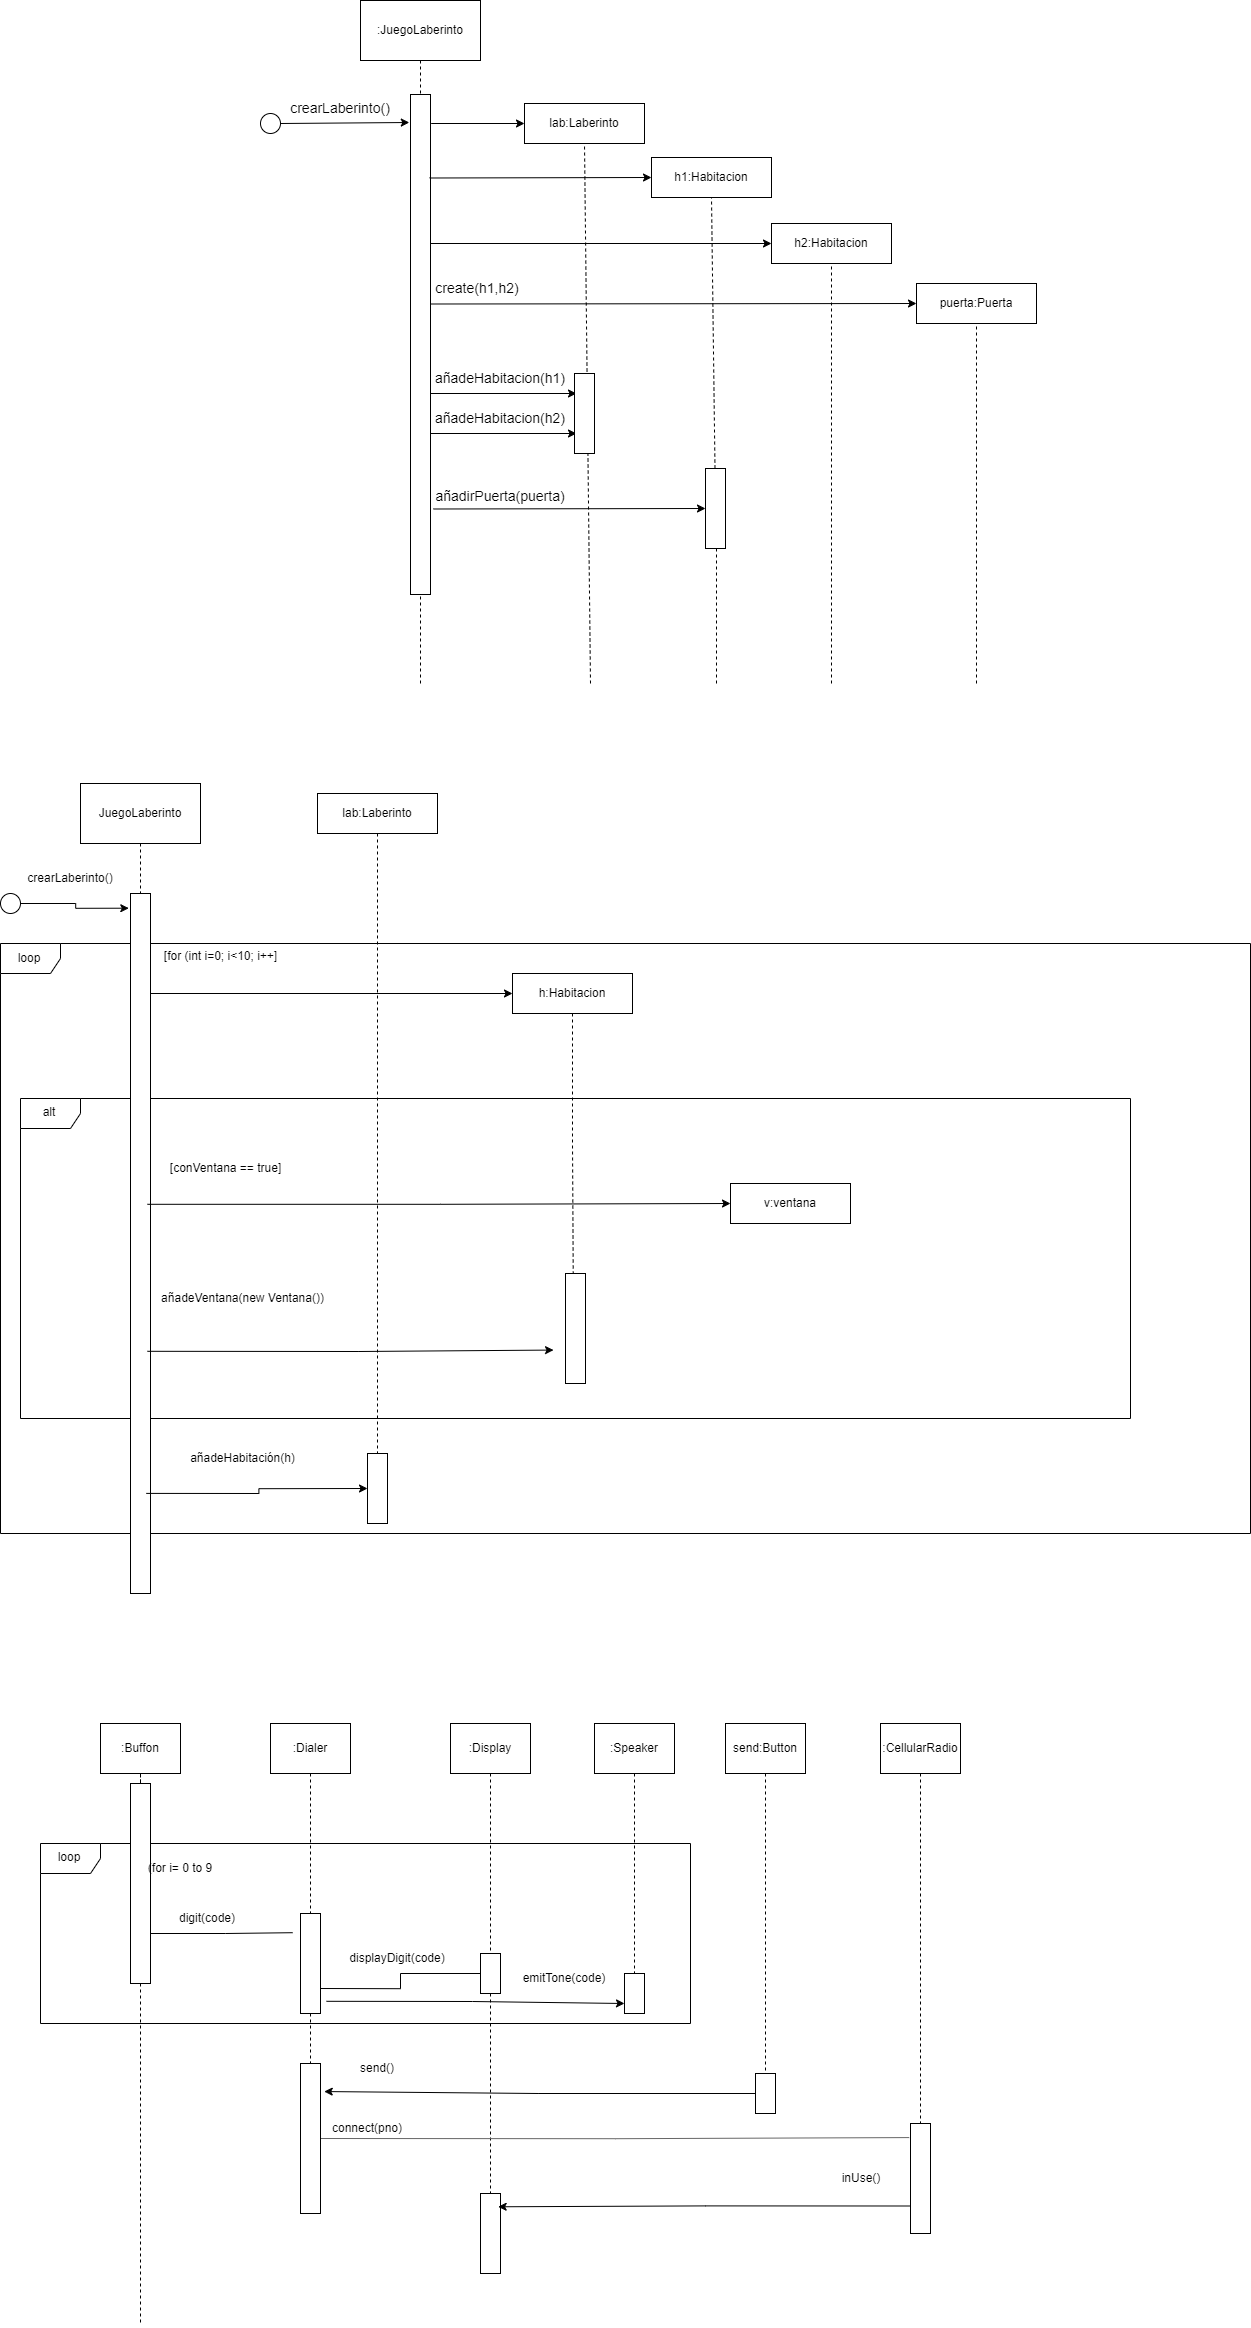 :JuegoLaberinto
crearLaberinto()
lab:Laberinto
h1:Habitacion
h2:Habitacion
create(h1,h2)
puerta:Puerta
añadeHabitacion(h1)
añadeHabitacion(h2)
añadirPuerta(puerta)
JuegoLaberinto
lab:Laberinto
crearLaberinto()
loop
[for (int i=0; i<10; i++]
h:Habitacion
alt
[conVentana == true]
v:ventana
añadeVentana(new Ventana())
añadeHabitación(h)
:Buffon
:Dialer
:Display
:Speaker
send:Button
:CellularRadio
loop
(for i= 0 to 9
digit(code)
displayDigit(code)
emitTone(code)
send()
connect(pno)
inUse()